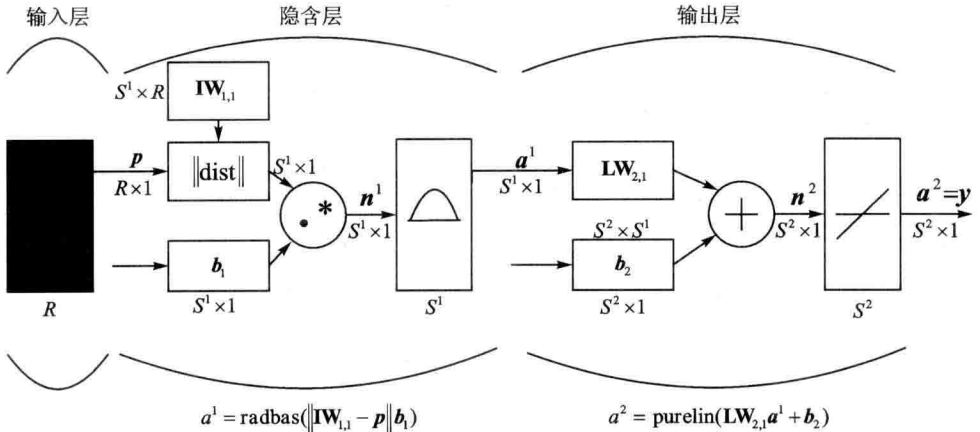 输入层 隐含层 输出层
S¹×R IW₁,₁
p a¹
‖dist‖ S¹×1 LW₂,₁
R×1 S¹×1
n¹ n² a²=y
.* +
S¹×1 S²×1 S²×1
S²×S¹
b₁ b₂
R S¹×1 S¹ S²×1 S²
a¹=radbas(‖IW₁,₁−p‖b₁) a²=purelin(LW₂,₁a¹+b₂)